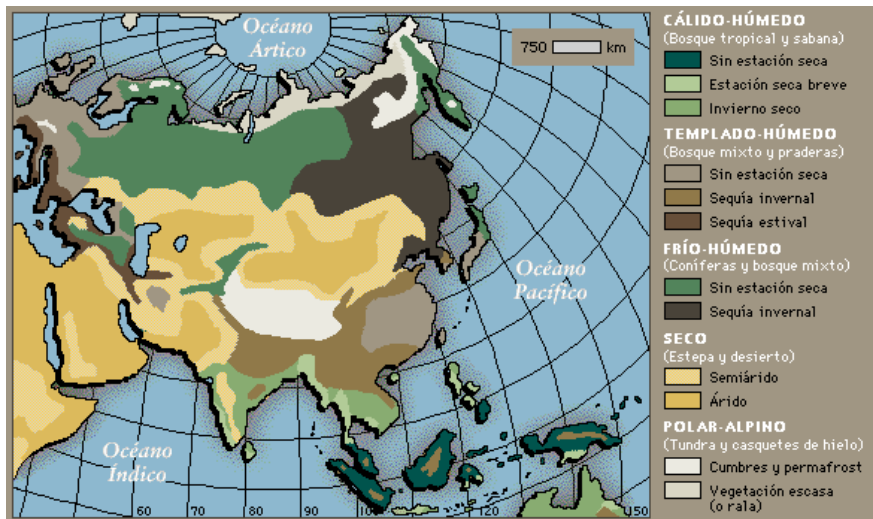 Océano
Ártico
750 km
Océano
Pacífico
Océano
Índico
60
70
80
90
100
120
150
CÁLIDO-HÚMEDO
(Bosque tropical y sabana)
Sin estación seca
Estación seca breve
Invierno seco
TEMPLADO-HÚMEDO
(Bosque mixto y praderas)
Sin estación seca
Sequía invernal
Sequía estival
FRÍO-HÚMEDO
(Coníferas y bosque mixto)
Sin estación seca
Sequía invernal
SECO
(Estepa y desierto)
Semiárido
Árido
POLAR-ALPINO
(Tundra y casquetes de hielo)
Cumbres y permafrost
Vegetación escasa
(o rala)